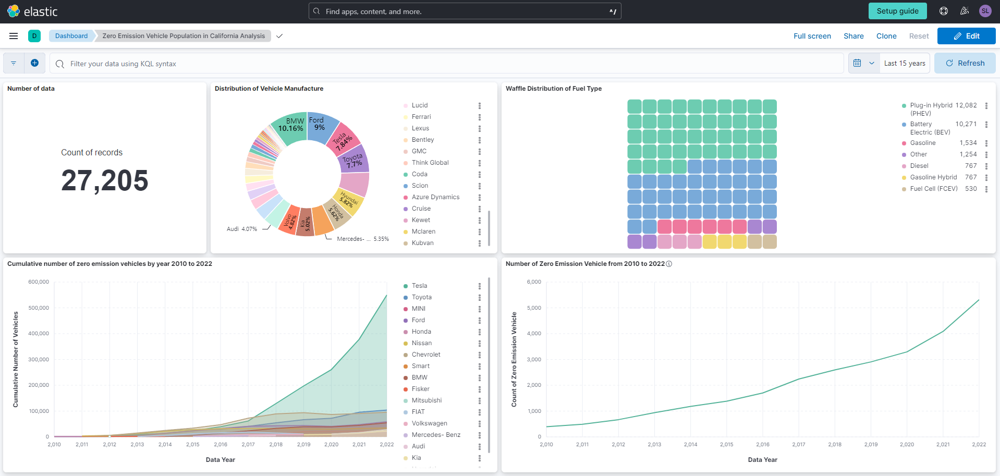 elastic
Find apps, content, and more.
^/
Setup guide
SL
D
Dashboard
Zero Emission Vehicle Population in California Analysis
Full screen
Share
Clone
Reset
Edit
Filter your data using KQL syntax
Last 15 years
Refresh
Number of data
Count of records
27,205
Distribution of Vehicle Manufacture
BMW
10.16%
Ford
9%
Tesla
7.84%
Toyota
7.7%
Hyundai
5.82%
Honda
5.62%
Mercedes- ... 5.35%
Kia
5.02%
Volvo
4.82%
Audi 4.07%
Lucid
Ferrari
Lexus
Bentley
GMC
Think Global
Coda
Scion
Azure Dynamics
Cruise
Kewet
Mclaren
Kubvan
Waffle Distribution of Fuel Type
Plug-in Hybrid 12,082
(PHEV)
Battery 10,271
Electric (BEV)
Gasoline 1,534
Other 1,254
Diesel 767
Gasoline Hybrid 767
Fuel Cell (FCEV) 530
Cumulative number of zero emission vehicles by year 2010 to 2022
Cumulative Number of Vehicles
600,000
500,000
400,000
300,000
200,000
100,000
0
2,010 2,011 2,012 2,013 2,014 2,015 2,016 2,017 2,018 2,019 2,020 2,021 2,022
Data Year
Tesla
Toyota
MINI
Ford
Honda
Nissan
Chevrolet
Smart
BMW
Fisker
Mitsubishi
FIAT
Volkswagen
Mercedes- Benz
Audi
Kia
Number of Zero Emission Vehicle from 2010 to 2022
Count of Zero Emission Vehicle
6,000
5,000
4,000
3,000
2,000
1,000
0
2,010 2,011 2,012 2,013 2,014 2,015 2,016 2,017 2,018 2,019 2,020 2,021 2,022
Data Year